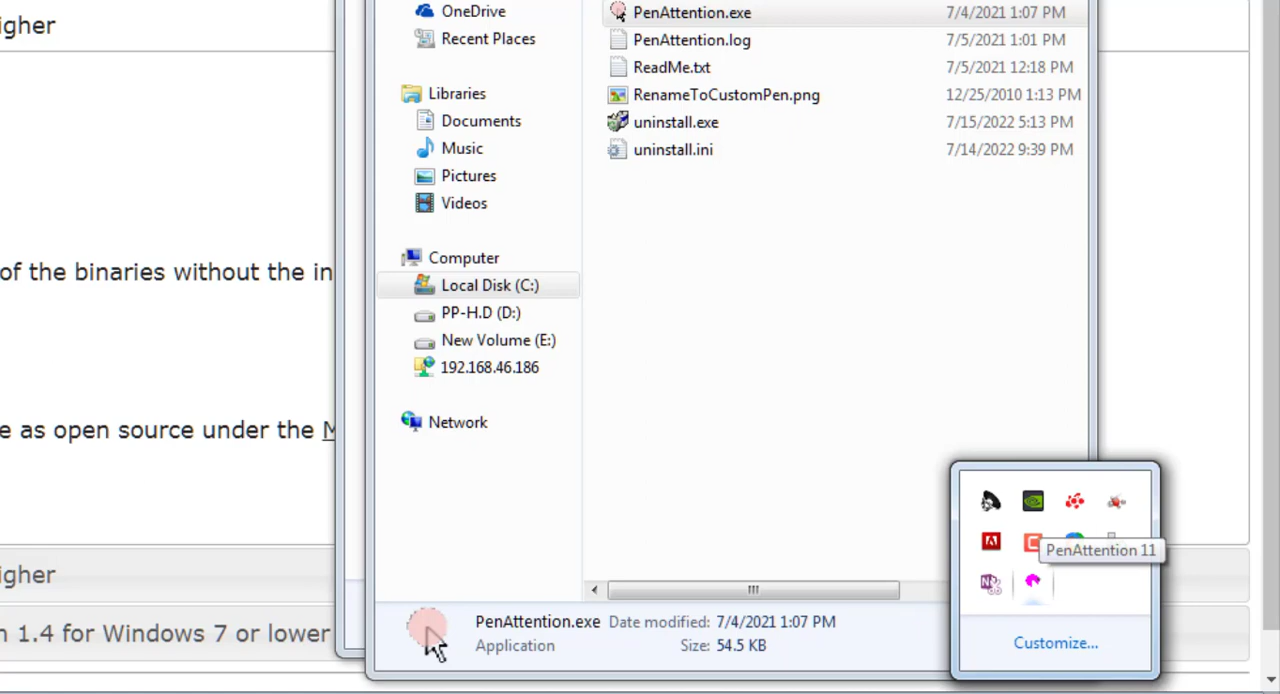 igher
OneDrive
Recent Places
Libraries
Documents
Music
Pictures
Videos
Computer
Local Disk (C:)
PP-H.D (D:)
New Volume (E:)
192.168.46.186
Network
PenAttention.exe 7/4/2021 1:07 PM
PenAttention.log 7/5/2021 1:01 PM
ReadMe.txt 7/5/2021 12:18 PM
RenameToCustomPen.png 12/25/2010 1:13 PM
uninstall.exe 7/15/2022 5:13 PM
uninstall.ini 7/14/2022 9:39 PM
of the binaries without the in
e as open source under the M
igher
n 1.4 for Windows 7 or lower
PenAttention.exe Date modified: 7/4/2021 1:07 PM
Application Size: 54.5 KB
PenAttention 11
Customize...